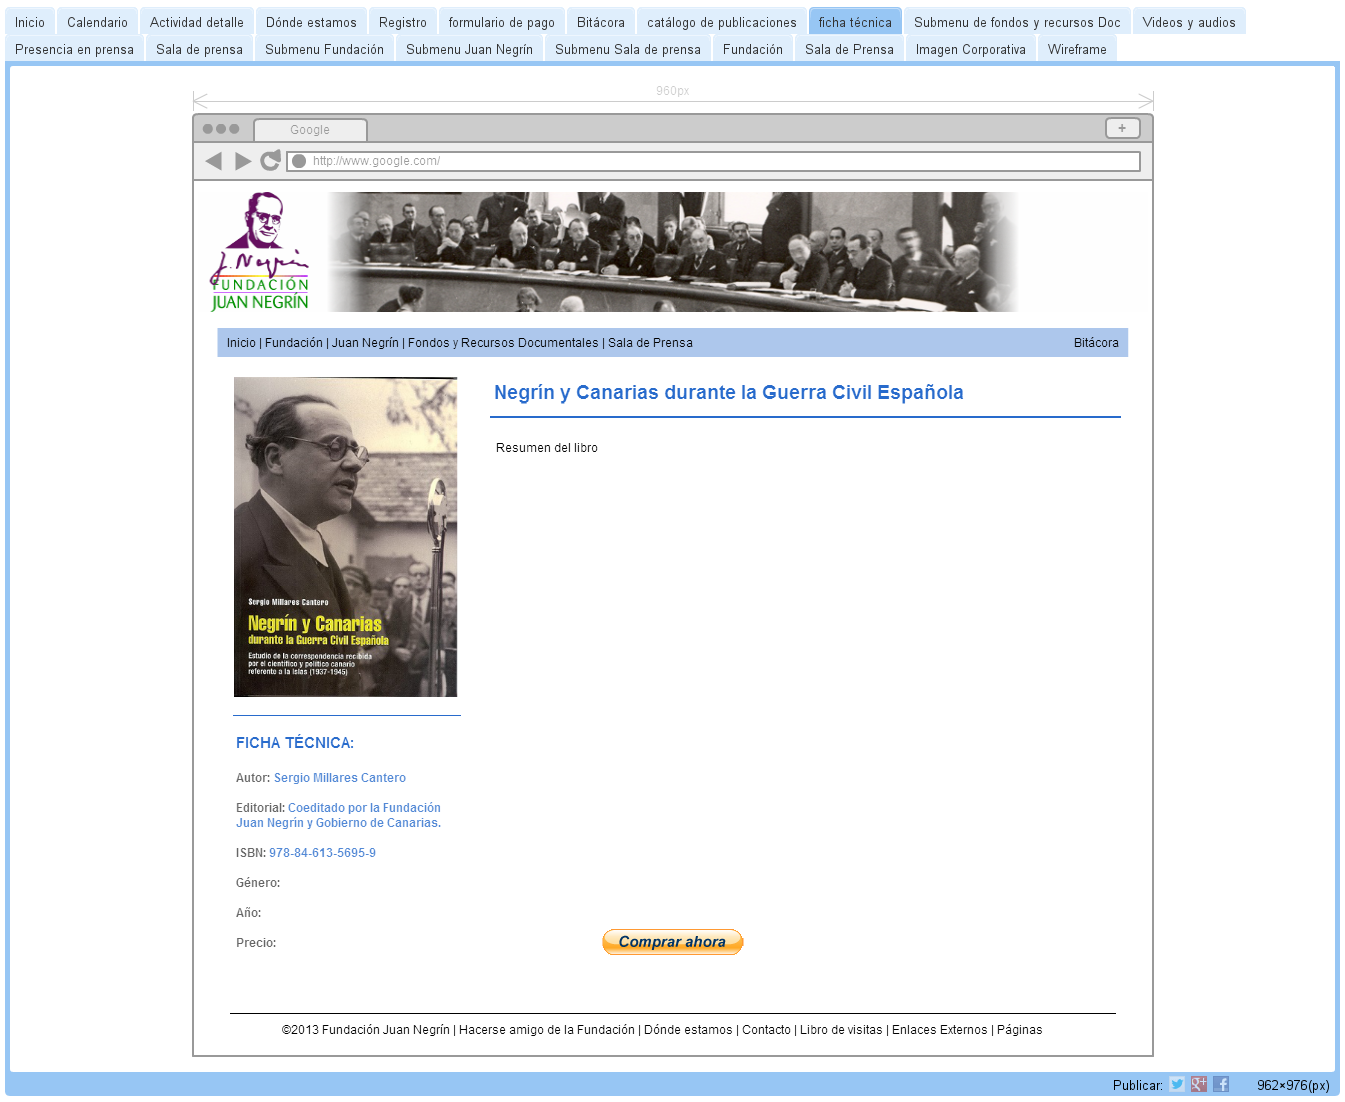 Inicio Calendario Actividad detalle Dónde estamos Registro formulario de pago Bitácora catálogo de publicaciones ficha técnica Submenu de fondos y recursos Doc Videos y audios
Presencia en prensa Sala de prensa Submenu Fundación Submenu Juan Negrín Submenu Sala de prensa Fundación Sala de Prensa Imagen Corporativa Wireframe
960px
Google +
http://www.google.com/
J. Negrín
FUNDACIÓN
JUAN NEGRÍN
Inicio | Fundación | Juan Negrín | Fondos y Recursos Documentales | Sala de Prensa Bitácora
Negrín y Canarias durante la Guerra Civil Española
Resumen del libro
Sergio Millares Cantero
Negrín y Canarias
durante la Guerra Civil Española
Estudio de la correspondencia recibida
por el científico y político canario
referente a la Islas (1937-1945)
FICHA TÉCNICA:
Autor: Sergio Millares Cantero
Editorial: Coeditado por la Fundación
Juan Negrín y Gobierno de Canarias.
ISBN: 978-84-613-5695-9
Género:
Año:
Precio:
Comprar ahora
©2013 Fundación Juan Negrín | Hacerse amigo de la Fundación | Dónde estamos | Contacto | Libro de visitas | Enlaces Externos | Páginas
Publicar: 962×976(px)